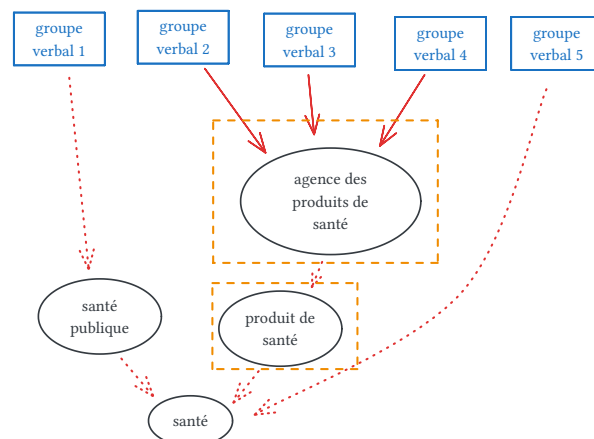 groupe
verbal 1
groupe
verbal 2
groupe
verbal 3
groupe
verbal 4
groupe
verbal 5
agence des
produits de
santé
santé
publique
produit de
santé
santé